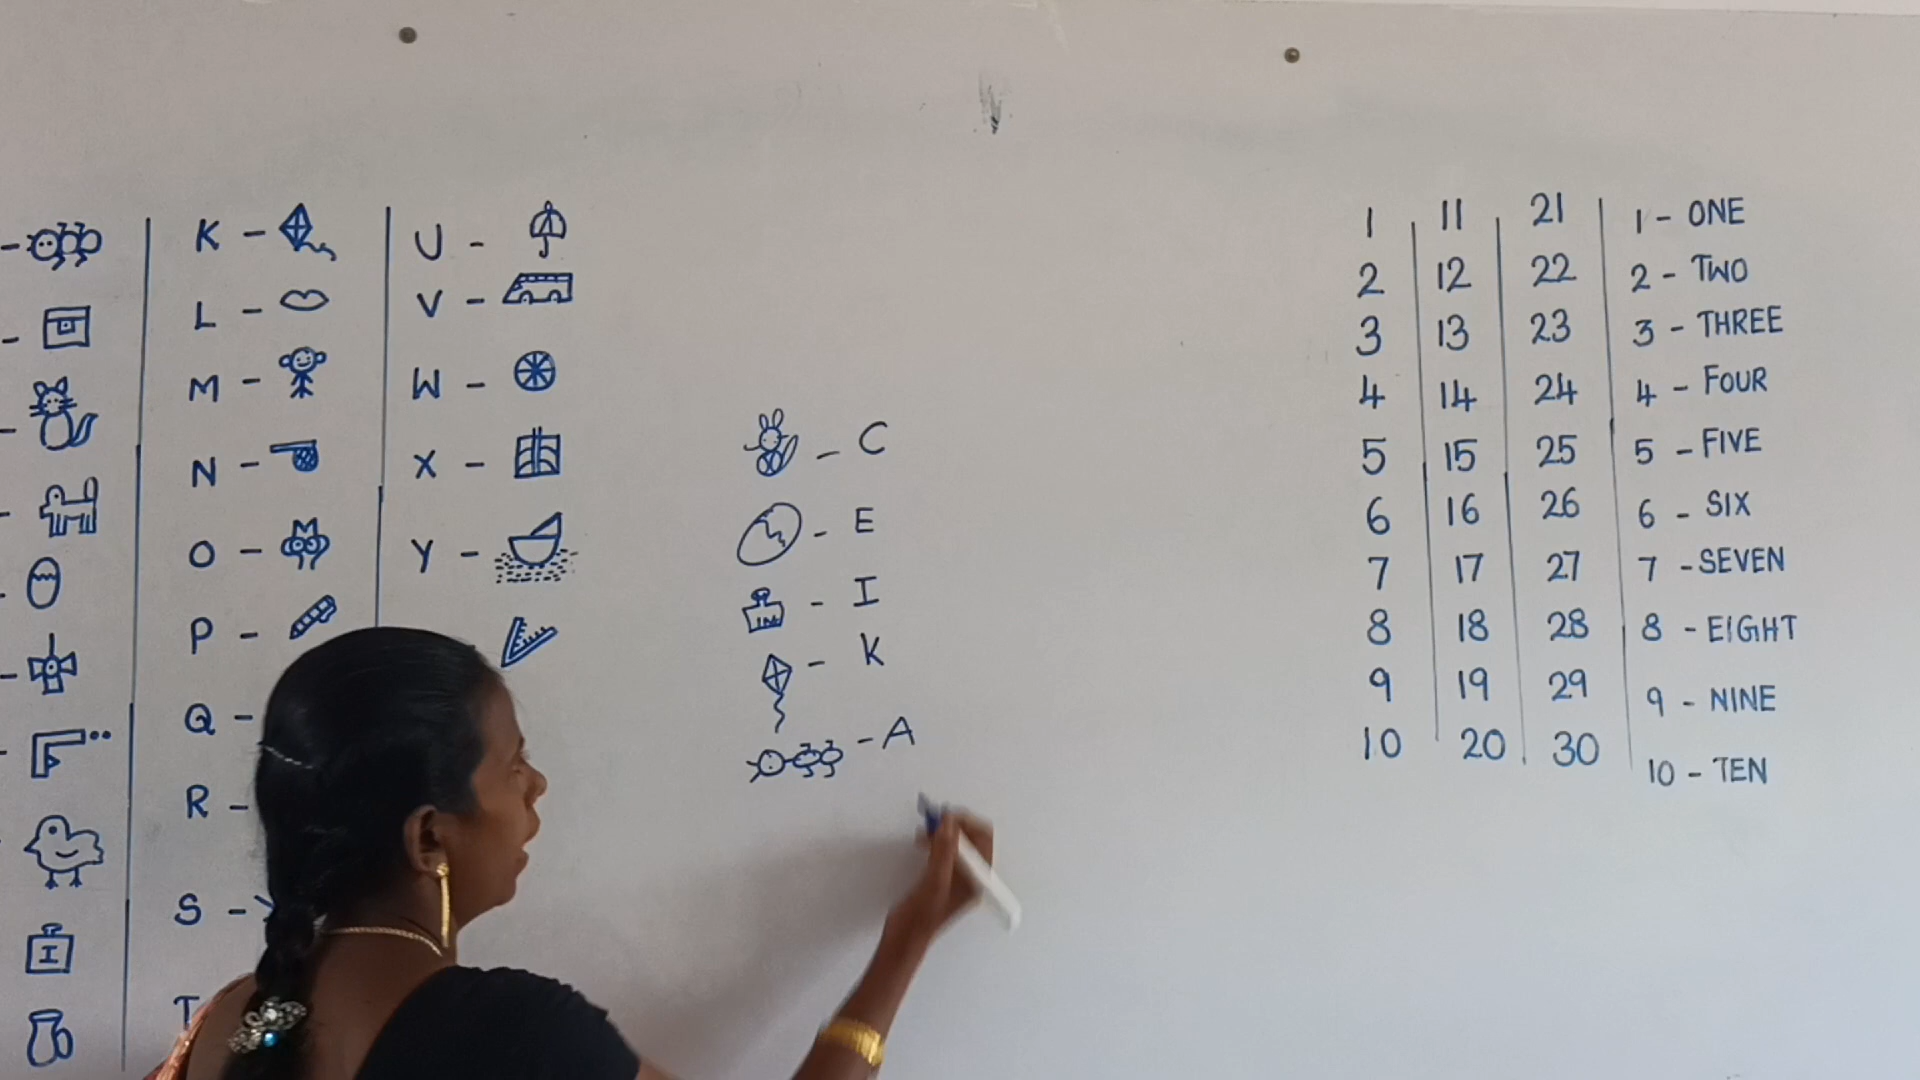 K -
L -
M -
N -
O -
P -
Q -
R -
S -
T
I
U -
V -
W -
X -
Y -
- C
- E
INK - I
- K
- A
1 11 21
2 12 22
3 13 23
4 14 24
5 15 25
6 16 26
7 17 27
8 18 28
9 19 29
10 20 30
1 - ONE
2 - TWO
3 - THREE
4 - FOUR
5 - FIVE
6 - SIX
7 - SEVEN
8 - EIGHT
9 - NINE
10 - TEN